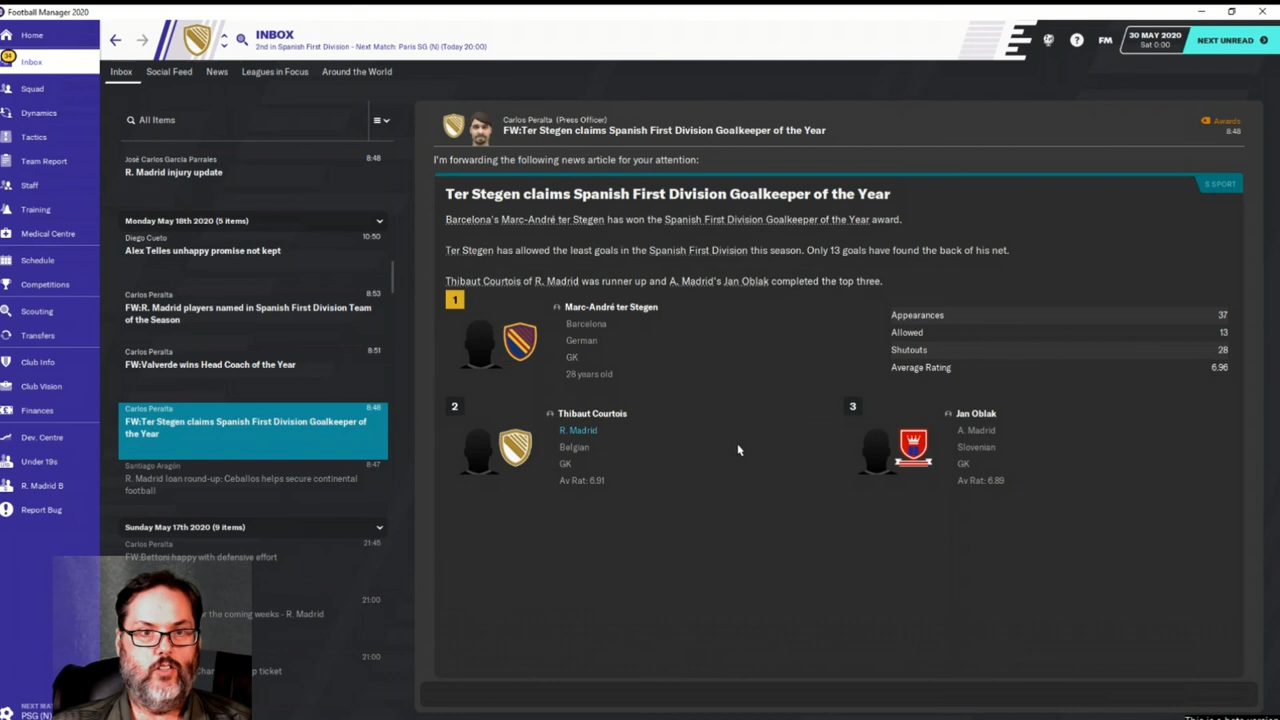 Football Manager 2020
Home
34
Inbox
Squad
Dynamics
Tactics
Team Report
Staff
Training
Medical Centre
Schedule
Competitions
Scouting
Transfers
Club Info
Club Vision
Finances
Dev. Centre
Under 19s
R. Madrid B
Report Bug
PSG (N)
INBOX
2nd in Spanish First Division - Next Match: Paris SG (N) (Today 20:00)
?
FM
30 MAY 2020
Sat 0:00
NEXT UNREAD
Inbox
Social Feed
News
Leagues in Focus
Around the World
All Items
José Carlos García Parrales
8:48
R. Madrid injury update
Monday May 18th 2020 (5 items)
Diego Cueto
10:50
Alex Telles unhappy promise not kept
Carlos Peralta
8:53
FW:R. Madrid players named in Spanish First Division Team
of the Season
Carlos Peralta
8:51
FW:Valverde wins Head Coach of the Year
Carlos Peralta
8:48
FW:Ter Stegen claims Spanish First Division Goalkeeper of
the Year
Santiago Aragón
8:47
R. Madrid loan round-up: Ceballos helps secure continental
football
Sunday May 17th 2020 (9 items)
Carlos Peralta
21:45
FW:Bettoni happy with defensive effort
21:00
the coming weeks - R. Madrid
21:00
ticket
Carlos Peralta (Press Officer)
FW:Ter Stegen claims Spanish First Division Goalkeeper of the Year
Awards
8:48
I'm forwarding the following news article for your attention:
S SPORT
Ter Stegen claims Spanish First Division Goalkeeper of the Year
Barcelona's Marc-André ter Stegen has won the Spanish First Division Goalkeeper of the Year award.
Ter Stegen has allowed the least goals in the Spanish First Division this season. Only 13 goals have found the back of his net.
Thibaut Courtois of R. Madrid was runner up and A. Madrid's Jan Oblak completed the top three.
1
Marc-André ter Stegen
Barcelona
German
GK
28 years old
Appearances 37
Allowed 13
Shutouts 28
Average Rating 6.96
2
Thibaut Courtois
R. Madrid
Belgian
GK
Av Rat: 6.91
3
Jan Oblak
A. Madrid
Slovenian
GK
Av Rat: 6.89